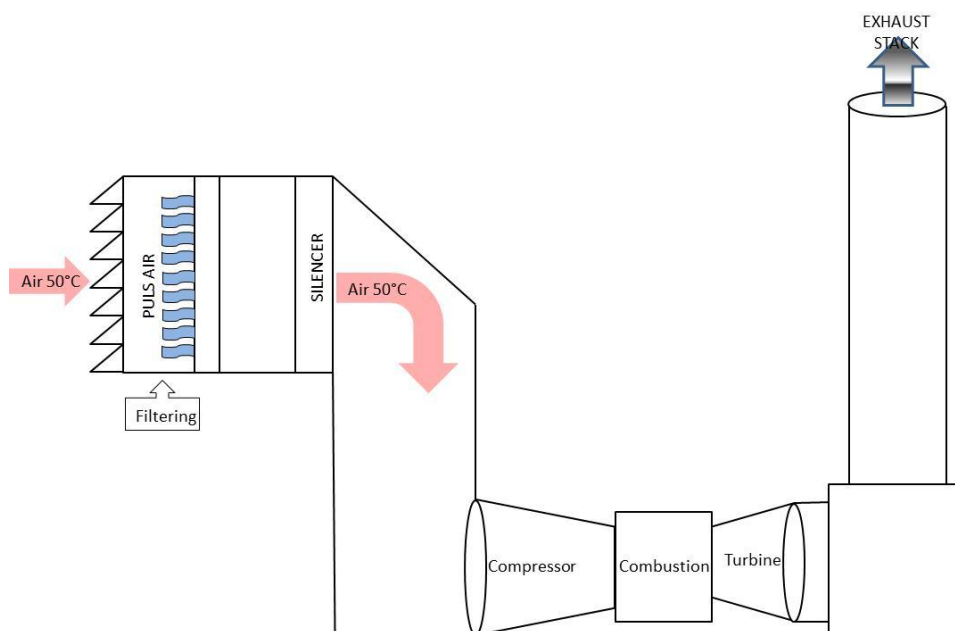 EXHAUST
STACK
Air 50°C
PULS AIR
SILENCER
Air 50°C
Filtering
Compressor
Combustion
Turbine